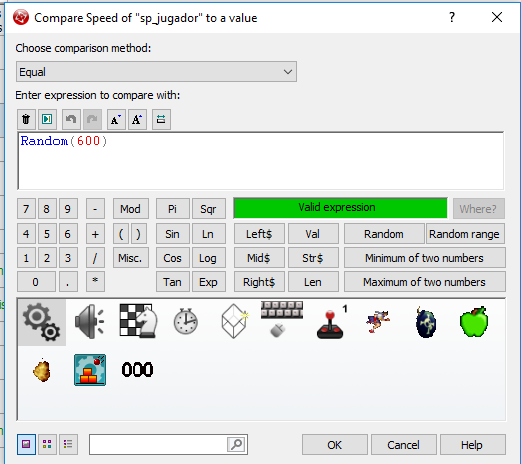 Compare Speed of "sp_jugador" to a value
?
Choose comparison method:
Equal
Enter expression to compare with:
A A
Random(600)
7 8 9 - Mod Pi Sqr Valid expression Where?
4 5 6 + ( ) Sin Ln Left$ Val Random Random range
1 2 3 / Misc. Cos Log Mid$ Str$ Minimum of two numbers
0 . * Tan Exp Right$ Len Maximum of two numbers
1
000
OK Cancel Help